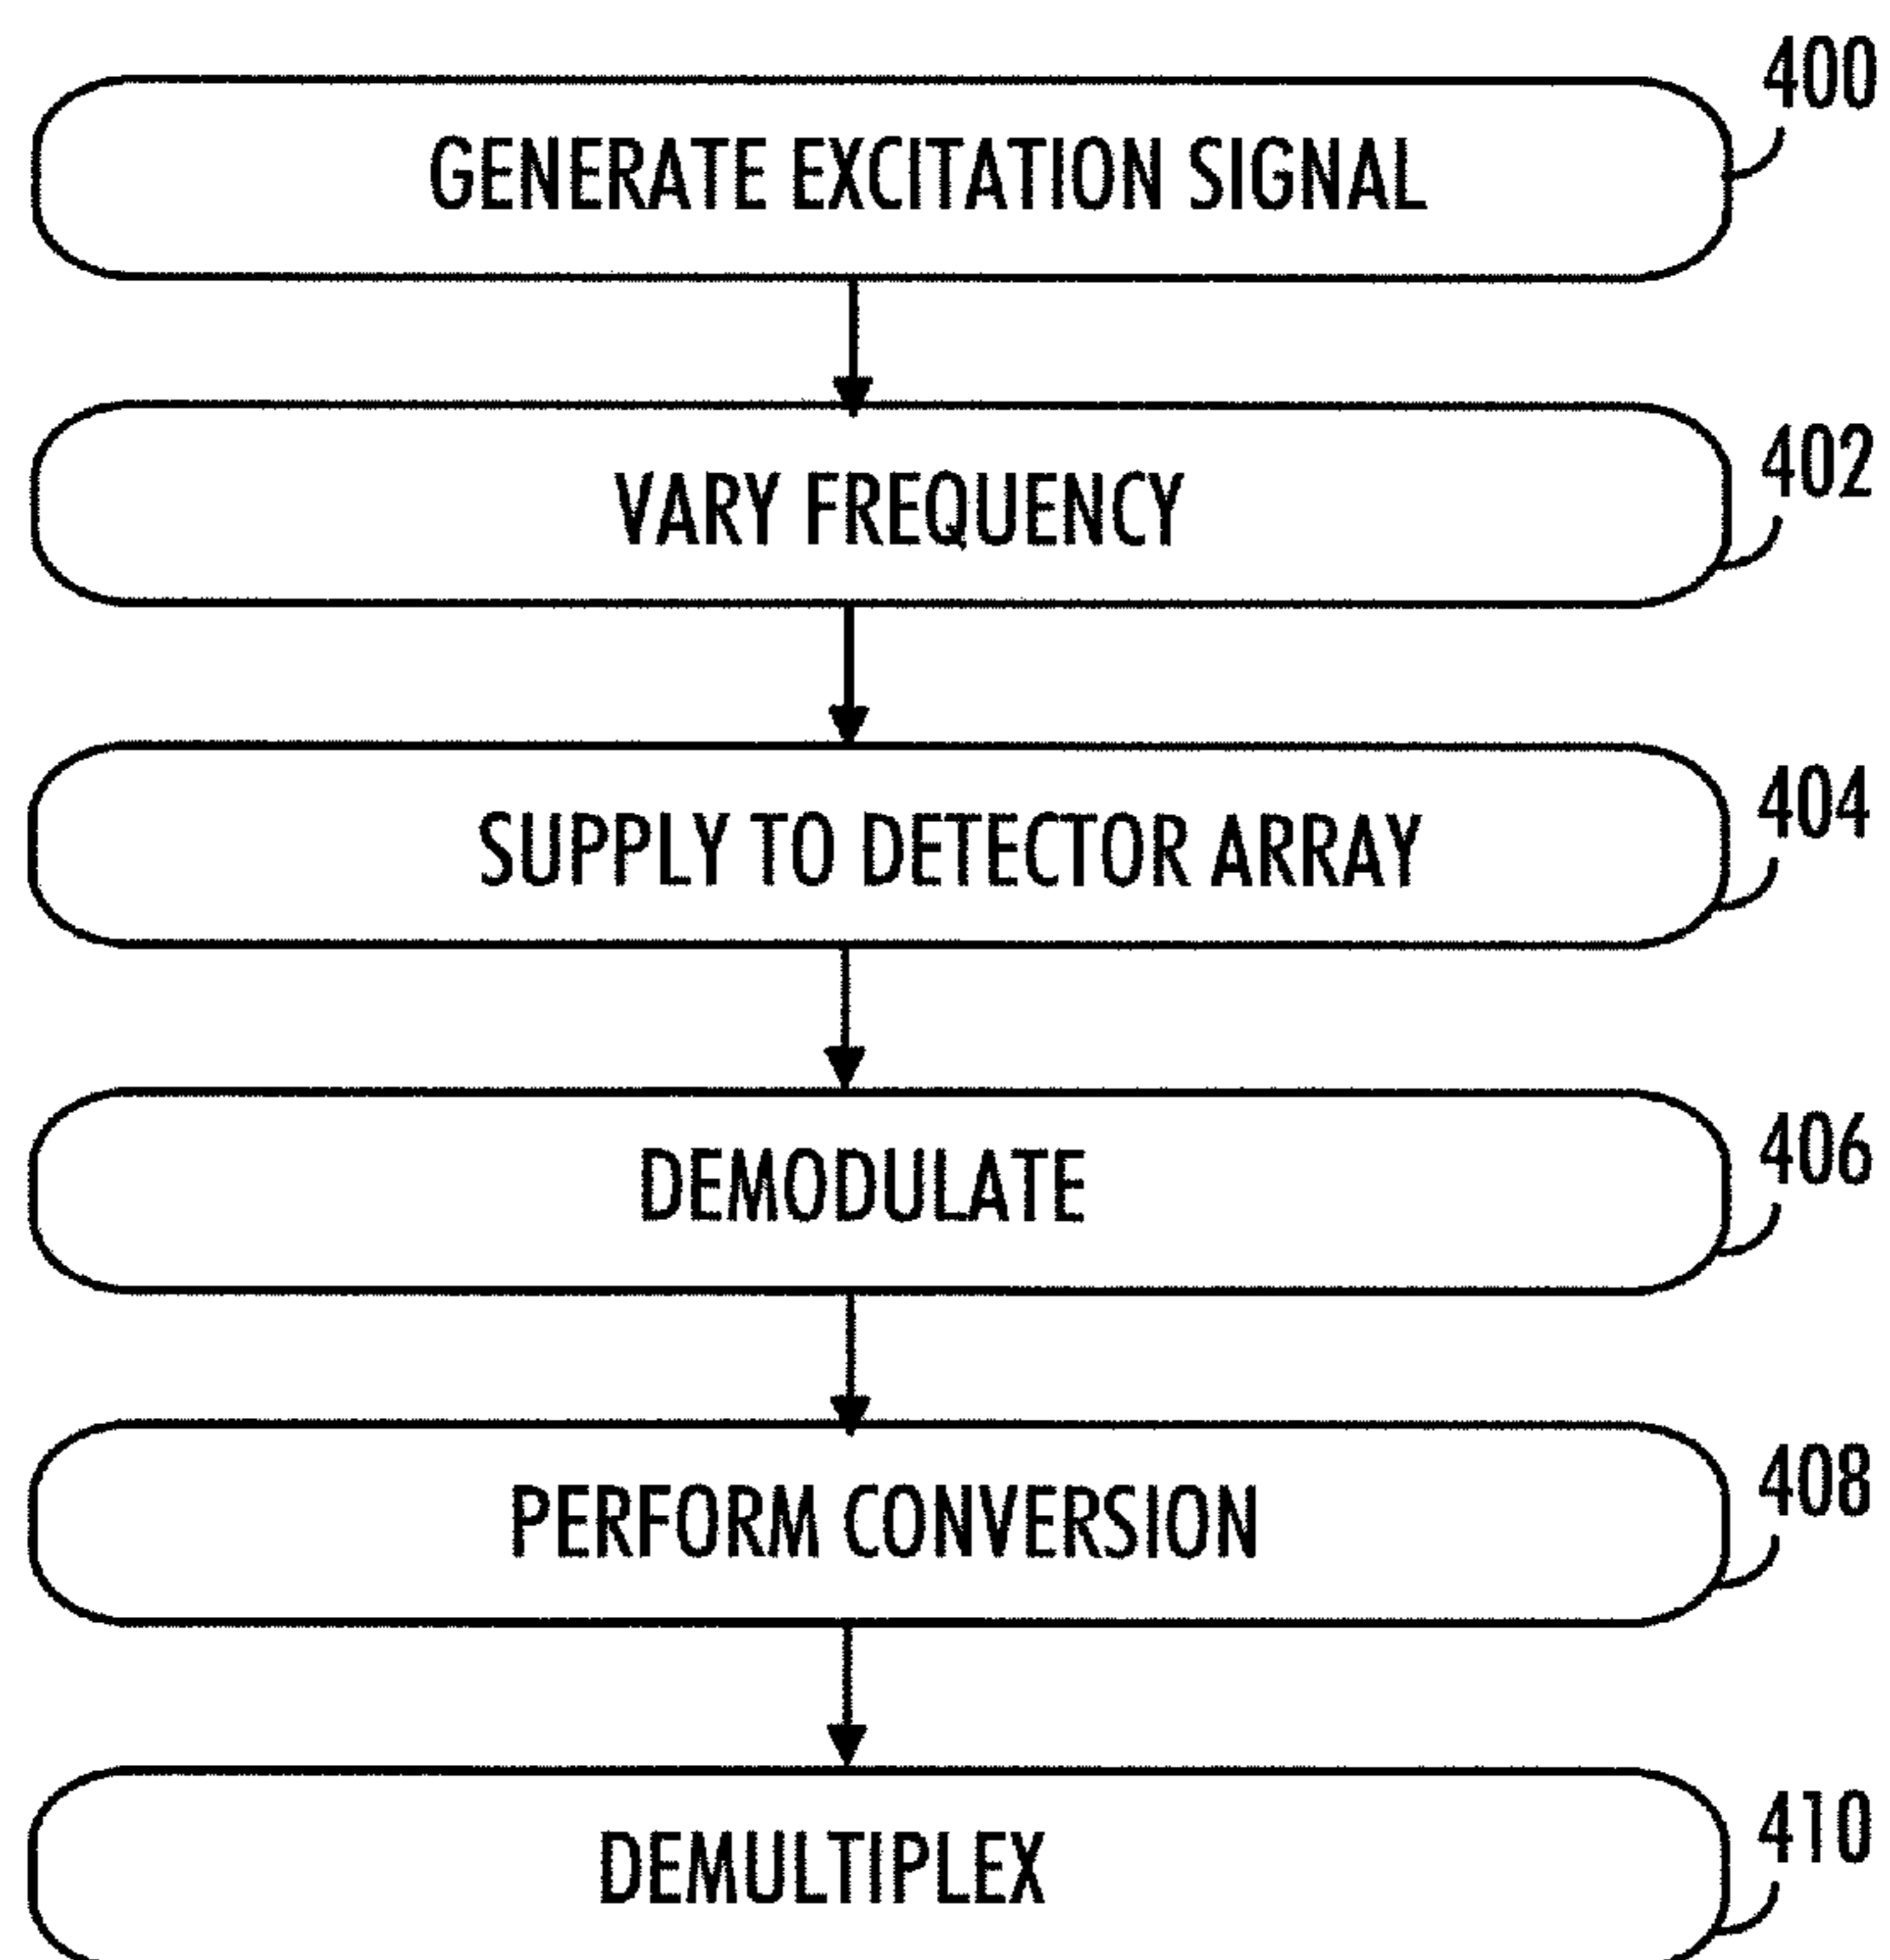 400
GENERATE EXCITATION SIGNAL
402
VARY FREQUENCY
404
SUPPLY TO DETECTOR ARRAY
406
DEMODULATE
408
PERFORM CONVERSION
410
DEMULTIPLEX